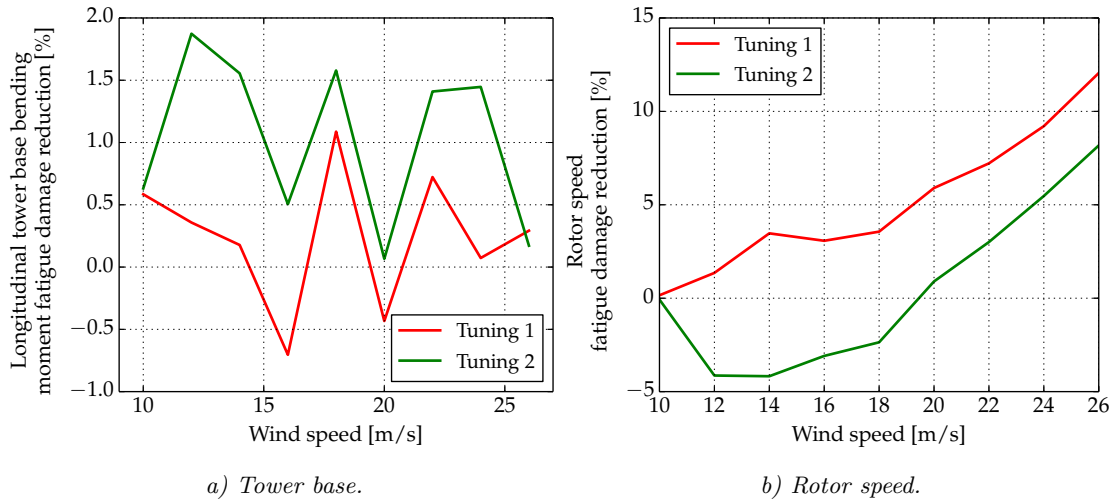 Longitudinal tower base bending
moment fatigue damage reduction [%]
2.0
1.5
1.0
0.5
0.0
−0.5
−1.0
10
15
20
25
Wind speed [m/s]
Tuning 1
Tuning 2
a) Tower base.
Rotor speed
fatigue damage reduction [%]
15
10
5
0
−5
10
12
14
16
18
20
22
24
26
Wind speed [m/s]
Tuning 1
Tuning 2
b) Rotor speed.